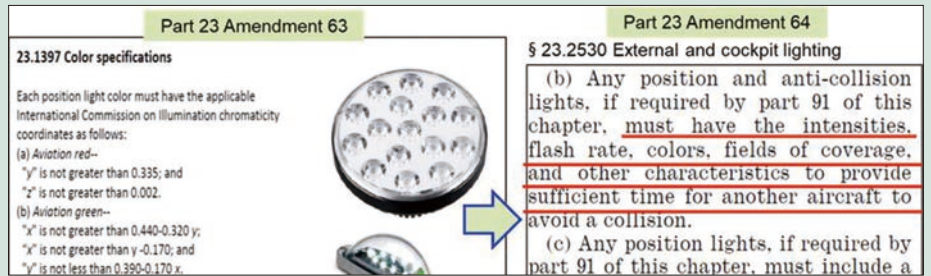 Part 23 Amendment 63
23.1397 Color specifications
Each position light color must have the applicable
International Commission on Illumination chromaticity
coordinates as follows:
(a) Aviation red--
"y" is not greater than 0.335; and
"z" is not greater than 0.002.
(b) Aviation green--
"x" is not greater than 0.440-0.320 y;
"x" is not greater than y -0.170; and
"y" is not less than 0.390-0.170 x.
Part 23 Amendment 64
§ 23.2530 External and cockpit lighting
(b) Any position and anti-collision
lights, if required by part 91 of this
chapter, must have the intensities,
flash rate, colors, fields of coverage,
and other characteristics to provide
sufficient time for another aircraft to
avoid a collision.
(c) Any position lights, if required by
part 91 of this chapter, must include a